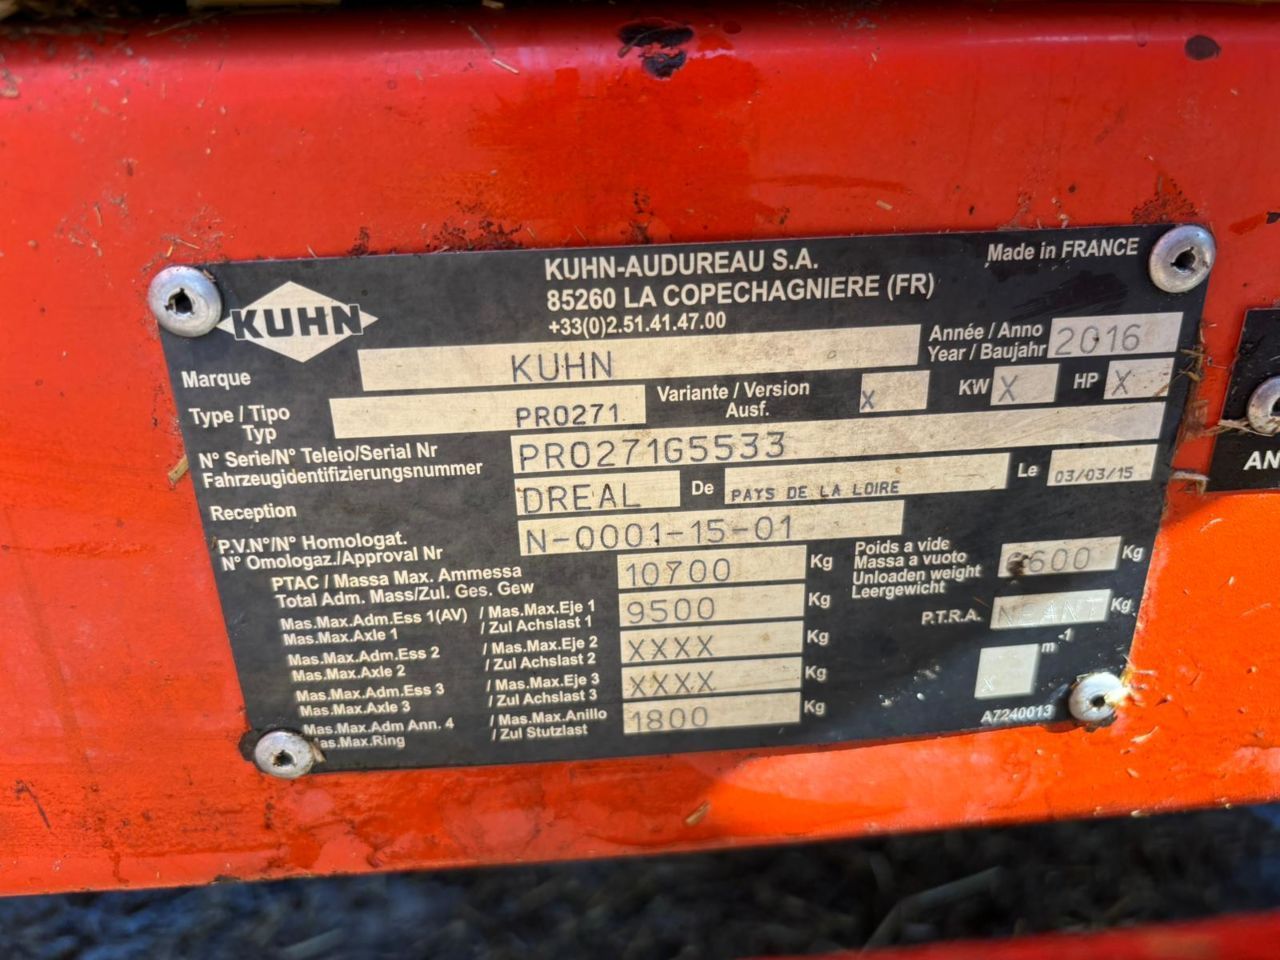 KUHN-AUDUREAU S.A.
85260 LA COPECHAGNIERE (FR)
+33(0)2.51.41.47.00
Made in FRANCE
KUHN
Marque KUHN
Année / Anno
Year / Baujahr 2016
Type / Tipo
Typ PRO271
Variante / Version
Ausf. X
KW X HP X
N° Serie/N° Teleio/Serial Nr
Fahrzeugidentifizierungsnummer PRO271G5533
Reception DREAL De PAYS DE LA LOIRE Le 03/03/15
P.V.N°/N° Homologat.
N° Omologaz./Approval Nr N-0001-15-01
PTAC / Massa Max. Ammessa
Total Adm. Mass/Zul. Ges. Gew 10700 Kg
Mas.Max.Adm.Ess 1(AV) / Mas.Max.Eje 1
Mas.Max.Axle 1 / Zul Achslast 1 9500 Kg
Mas.Max.Adm.Ess 2 / Mas.Max.Eje 2
Mas.Max.Axle 2 / Zul Achslast 2 XXXX Kg
Mas.Max.Adm.Ess 3 / Mas.Max.Eje 3
Mas.Max.Axle 3 / Zul Achslast 3 XXXX Kg
Mas.Max.Adm Ann. 4 / Mas.Max.Anillo
Mas.Max.Ring / Zul Stutzlast 1800 Kg
Poids a vide
Massa a vuoto
Unloaden weight
Leergewicht 6600 Kg
P.T.R.A. NEANT Kg
X m-1
A7240013
AN